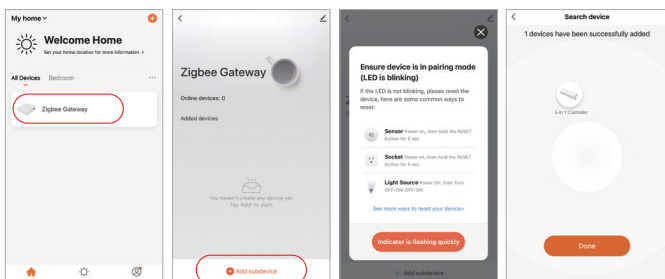 My home
Welcome Home
Set your home location for more information >
All Devices Bedroom ...
Zigbee Gateway
Zigbee Gateway
Online devices: 0
Added devices
You haven't create any device yet.
Tap 'Add' to start.
Add subdevice
Ensure device is in pairing mode
(LED is blinking)
If the LED is not blinking, please reset the
device, here are some common ways to
reset:
Sensor Power on, then hold the RESET
button for 5 sec
Socket Power on, then hold the RESET
button for 5 sec
Light Source Power On, then Turn
OFF-ON-OFF-ON
See more ways to reset your device>
Indicator is flashing quickly
+ Add subdevice
Search device
1 devices have been successfully added
5 in 1 Controller
Done